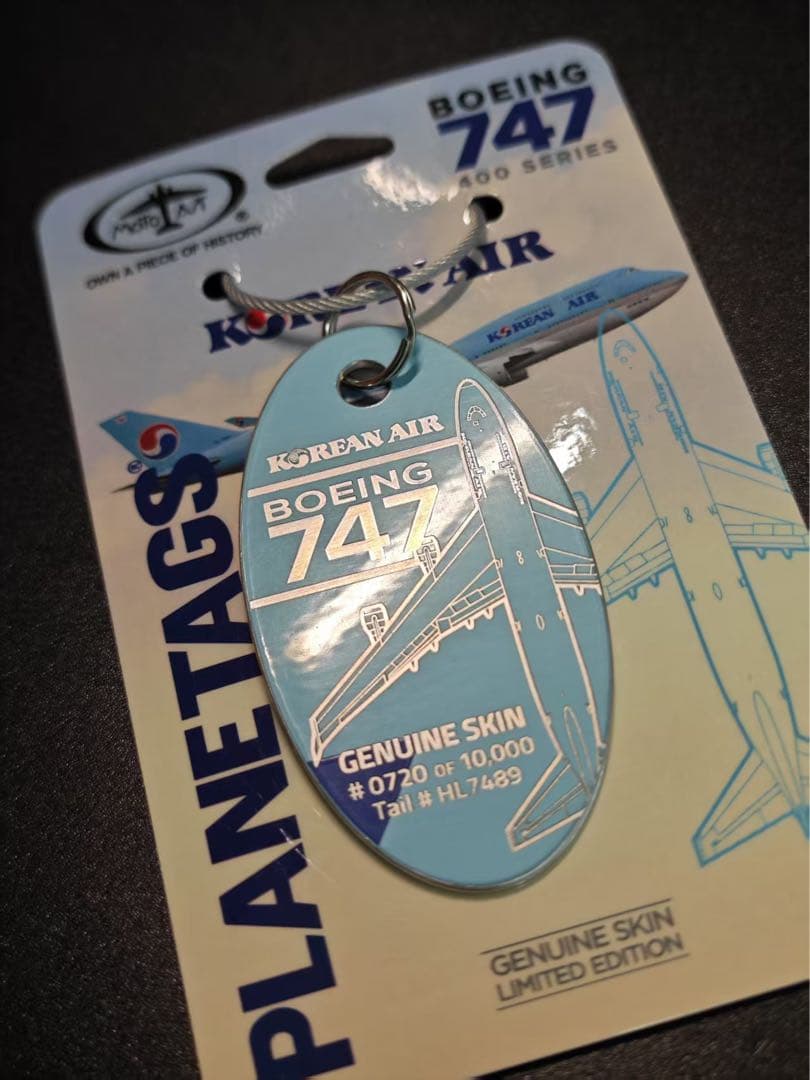 BOEING
747
400 SERIES
MotoArt
®
OWN A PIECE OF HISTORY
KOREAN AIR
KOREAN AIR
PLANETAGS
KOREAN AIR
BOEING
747
GENUINE SKIN
# 0720 OF 10,000
Tail # HL7489
GENUINE SKIN
LIMITED EDITION